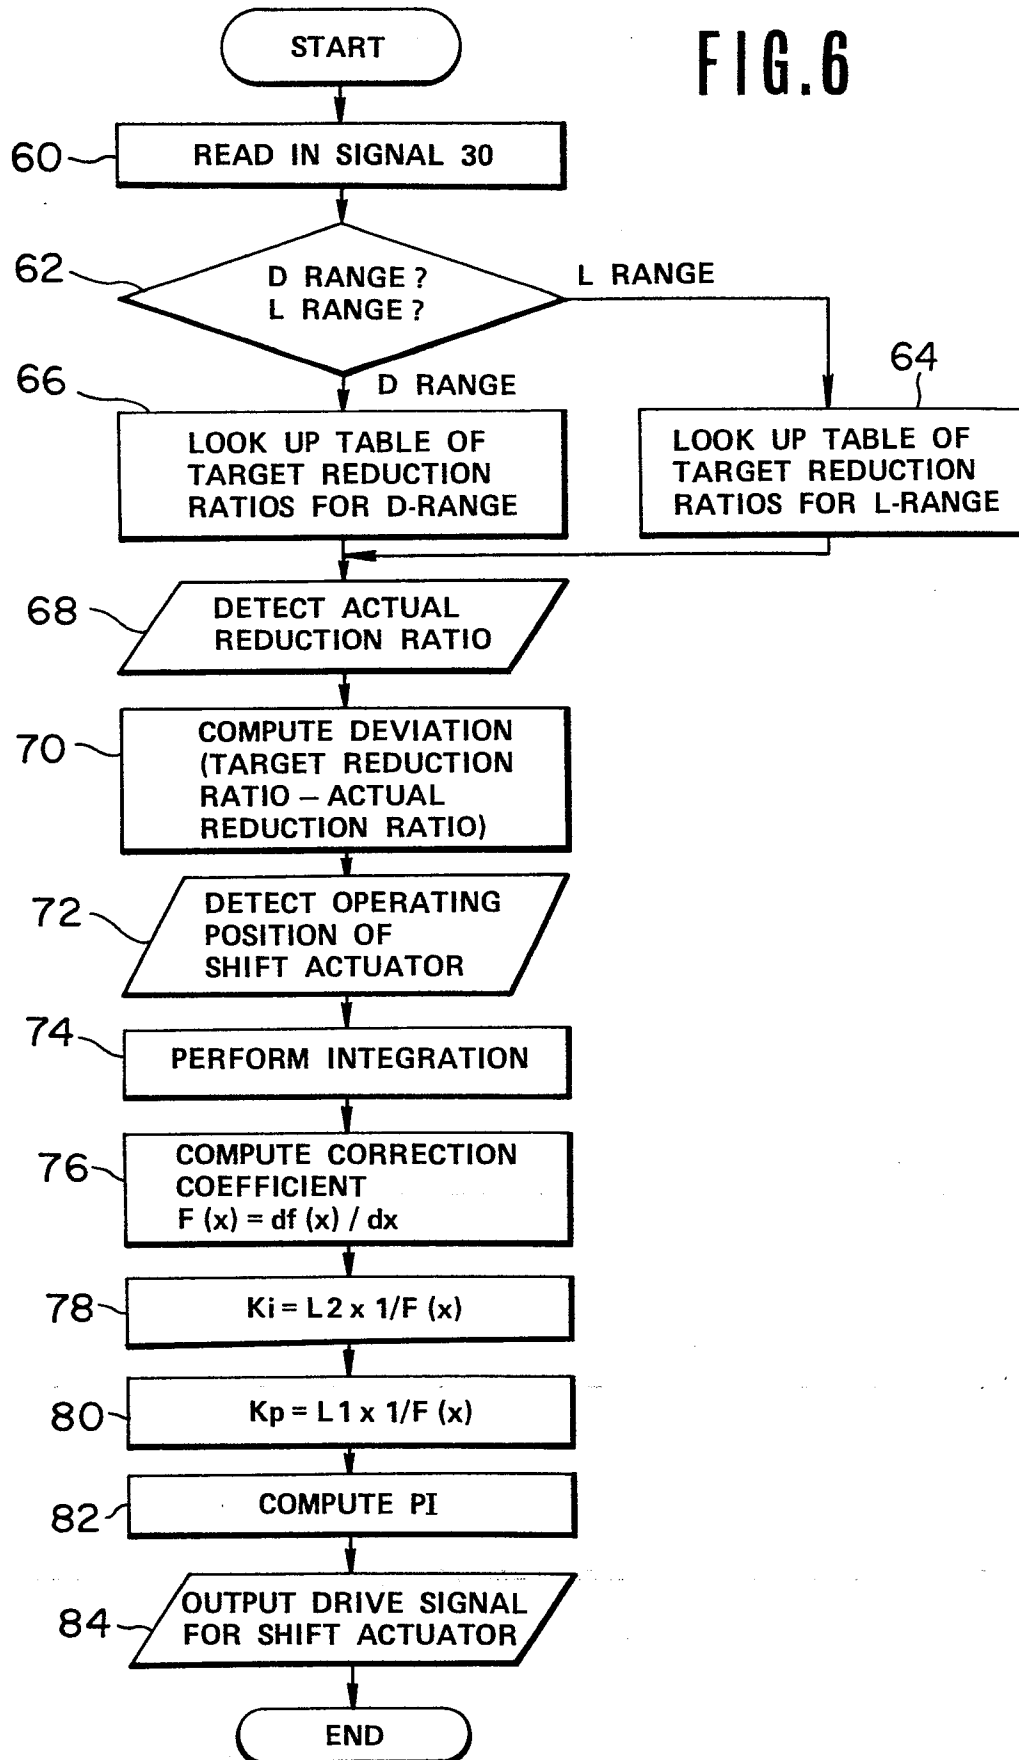 FIG.6
START
60
READ IN SIGNAL 30
62
D RANGE?
L RANGE?
L RANGE
D RANGE
66
LOOK UP TABLE OF
TARGET REDUCTION
RATIOS FOR D-RANGE
64
LOOK UP TABLE OF
TARGET REDUCTION
RATIOS FOR L-RANGE
68
DETECT ACTUAL
REDUCTION RATIO
70
COMPUTE DEVIATION
(TARGET REDUCTION
RATIO – ACTUAL
REDUCTION RATIO)
72
DETECT OPERATING
POSITION OF
SHIFT ACTUATOR
74
PERFORM INTEGRATION
76
COMPUTE CORRECTION
COEFFICIENT
F (x) = df (x) / dx
78
Ki = L2 x 1/F (x)
80
Kp = L1 x 1/F (x)
82
COMPUTE PI
84
OUTPUT DRIVE SIGNAL
FOR SHIFT ACTUATOR
END